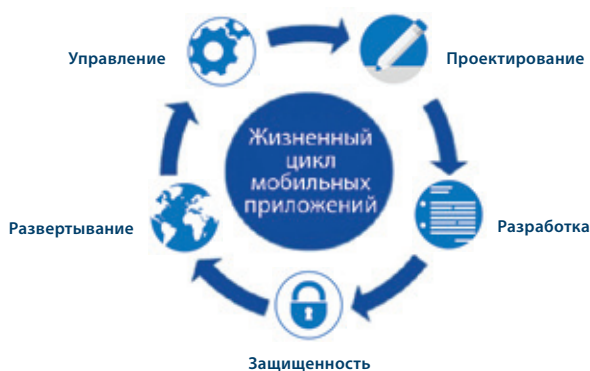 Управление
Проектирование
Жизненный
цикл
мобильных
приложений
Развертывание
Разработка
Защищенность